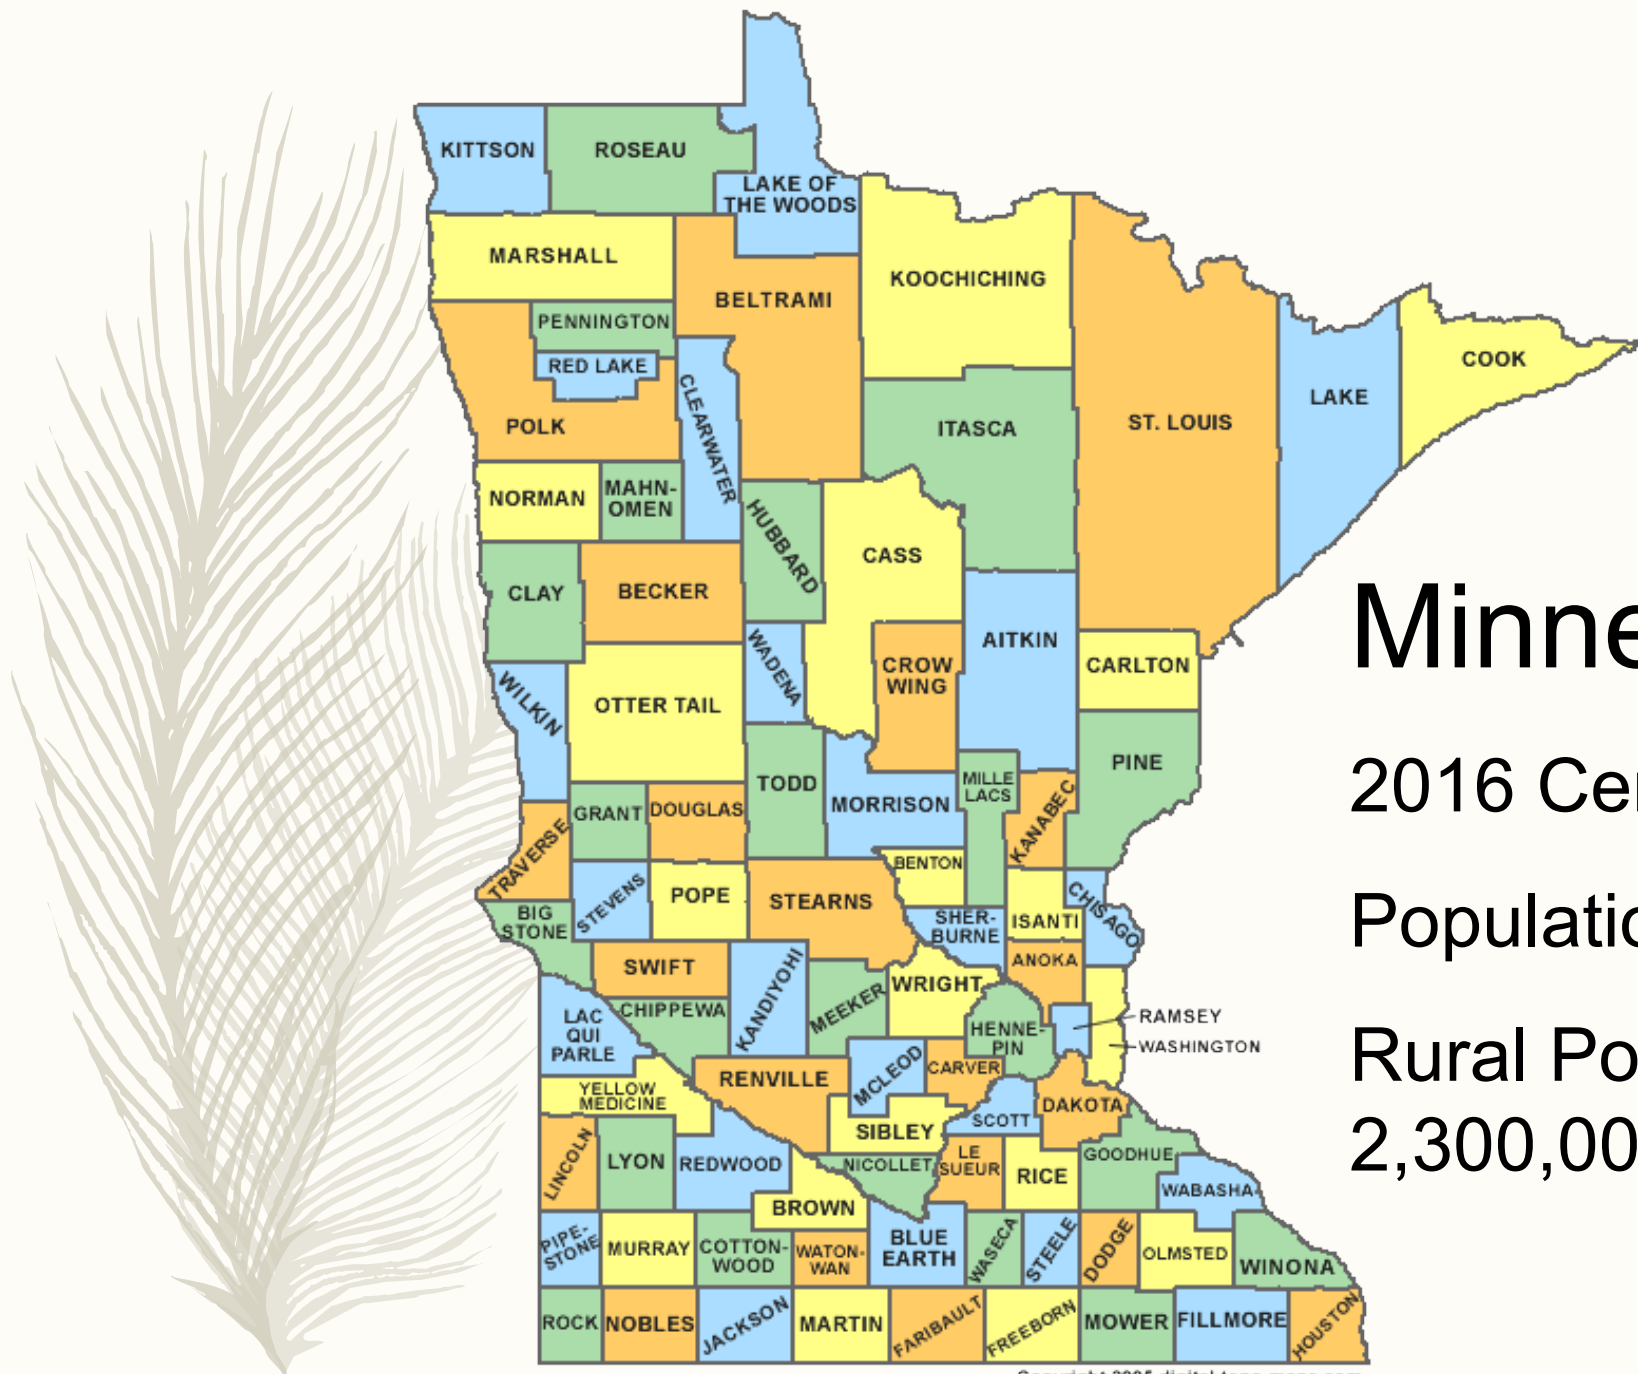 KITTSON
ROSEAU
LAKE OF
THE WOODS
MARSHALL
BELTRAMI
KOOCHICHING
PENNINGTON
RED LAKE
POLK
CLEARWATER
ITASCA
ST. LOUIS
LAKE
COOK
NORMAN
MAHN-
OMEN
HUBBARD
CASS
CLAY
BECKER
WADENA
CROW
WING
AITKIN
CARLTON
WILKIN
OTTER TAIL
TODD
MORRISON
MILLE
LACS
KANABEC
PINE
GRANT
DOUGLAS
TRAVERSE
STEVENS
POPE
STEARNS
BENTON
SHER-
BURNE
ISANTI
CHISAGO
BIG
STONE
SWIFT
KANDIYOHI
MEEKER
WRIGHT
ANOKA
CHIPPEWA
LAC
QUI
PARLE
HENNE-
PIN
RAMSEY
WASHINGTON
YELLOW
MEDICINE
RENVILLE
MCLEOD
CARVER
SCOTT
DAKOTA
SIBLEY
LINCOLN
LYON
REDWOOD
NICOLLET
LE
SUEUR
RICE
GOODHUE
WABASHA
BROWN
PIPE-
STONE
MURRAY
COTTON-
WOOD
WATON-
WAN
BLUE
EARTH
WASECA
STEELE
DODGE
OLMSTED
WINONA
ROCK
NOBLES
JACKSON
MARTIN
FARIBAULT
FREEBORN
MOWER
FILLMORE
HOUSTON
Minne
2016 Ce
Populatio
Rural Po
2,300,00